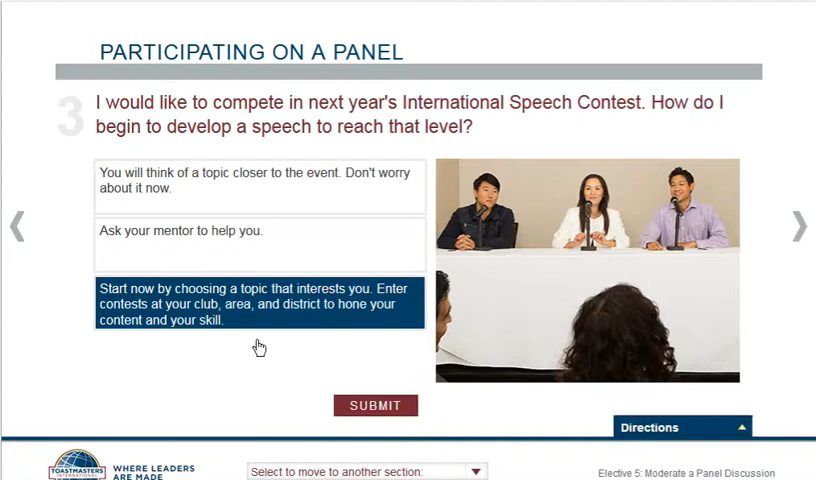 PARTICIPATING ON A PANEL
3
I would like to compete in next year's International Speech Contest. How do I
begin to develop a speech to reach that level?
You will think of a topic closer to the event. Don't worry
about it now.
Ask your mentor to help you.
Start now by choosing a topic that interests you. Enter
contests at your club, area, and district to hone your
content and your skill.
SUBMIT
Directions
TOASTMASTERS
INTERNATIONAL
WHERE LEADERS
ARE MADE
Select to move to another section:
Elective 5: Moderate a Panel Discussion